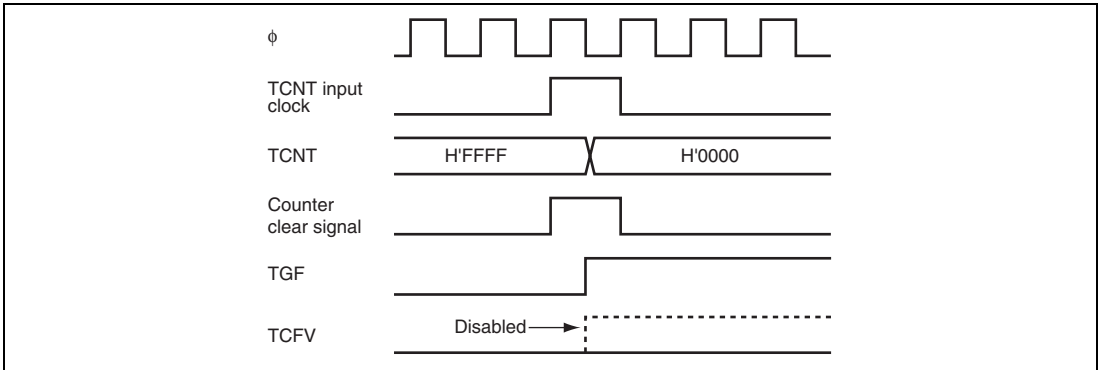 ϕ
TCNT input
clock
TCNT
H'FFFF
H'0000
Counter
clear signal
TGF
Disabled
TCFV